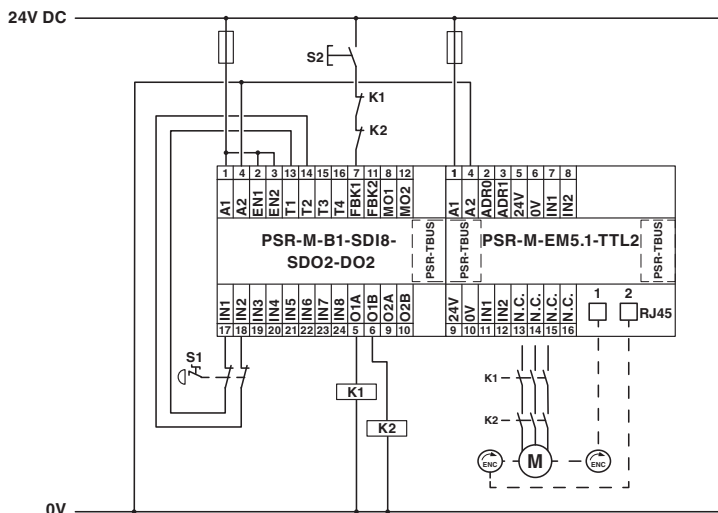 24V DC
S2
K1
K2
1 4 2 3 13 14 15 16 7 11 8 12
A1 A2 EN1 EN2 T1 T2 T3 T4 FBK1 FBK2 MO1 MO2
1 4 2 3 5 6 7 8
A1 A2 ADR0 ADR1 24V 0V IN1 IN2
PSR-M-B1-SDI8-
SDO2-DO2
PSR-TBUS
PSR-TBUS
PSR-M-EM5.1-TTL2
PSR-TBUS
IN1 IN2 IN3 IN4 IN5 IN6 IN7 IN8 O1A O1B O2A O2B
17 18 19 20 21 22 23 24 5 6 9 10
24V 0V IN1 IN2 N.C. N.C. N.C. N.C.
9 10 11 12 13 14 15 16
1 2
RJ45
S1
K1
K2
K1
K2
ENC
M
ENC
0V